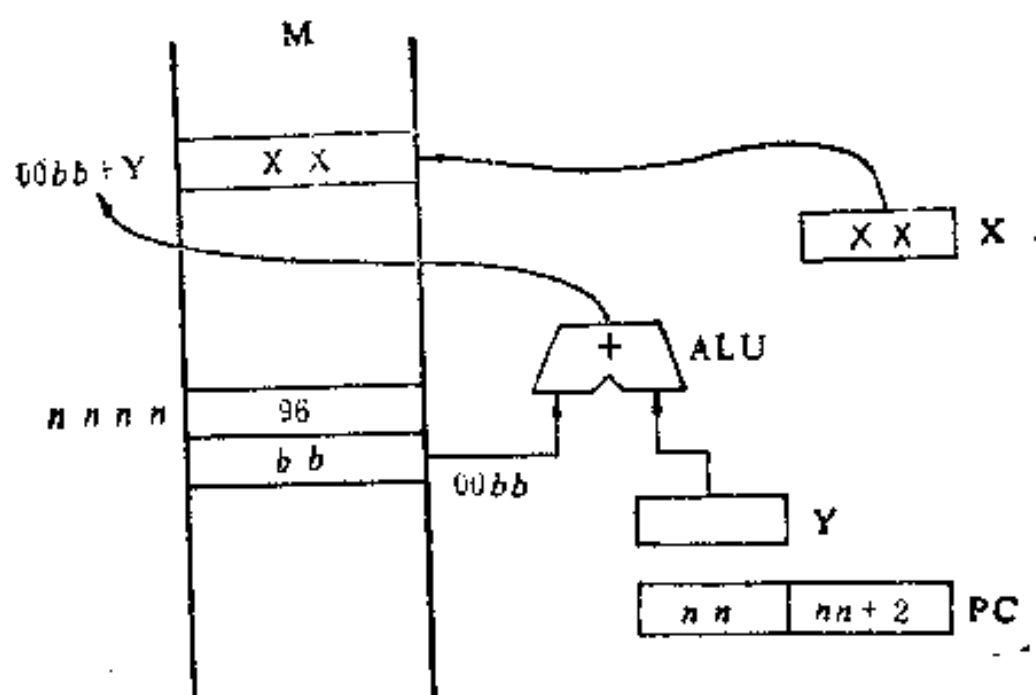 M
X X
00bb + Y
X X X
+ ALU
n n n n 96
b b
00bb
Y
n n nn + 2 PC